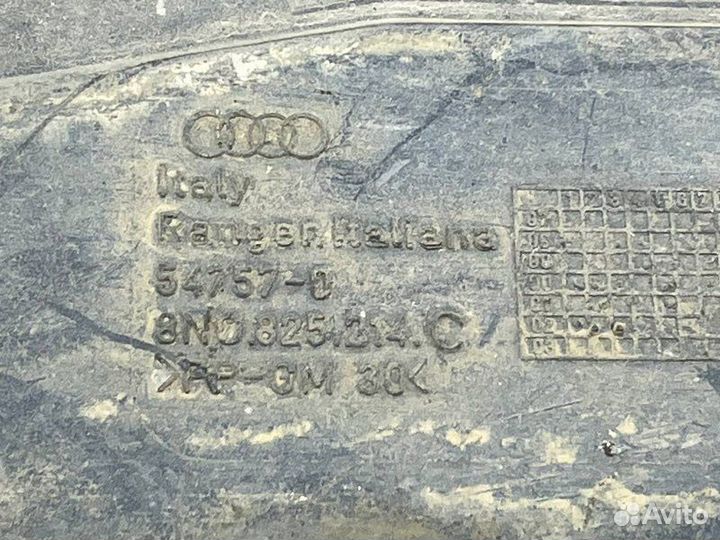 Italy
Ranger Italiana
54757-0
8N0.825.214.C
>PP-GM 30<
Avito